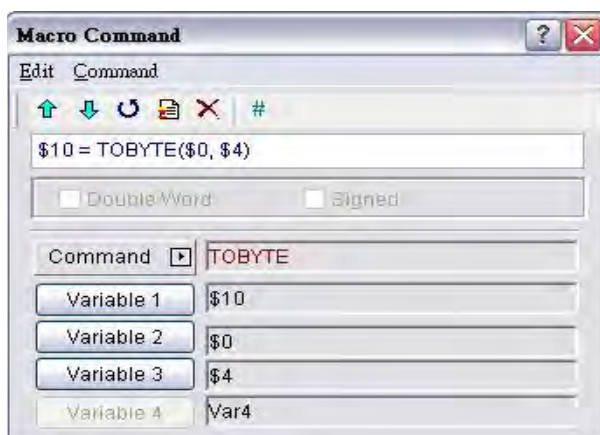 Macro Command
Edit Command
#
$10 = TOBYTE($0, $4)
Double Word Signed
Command TOBYTE
Variable 1 $10
Variable 2 $0
Variable 3 $4
Variable 4 Var4